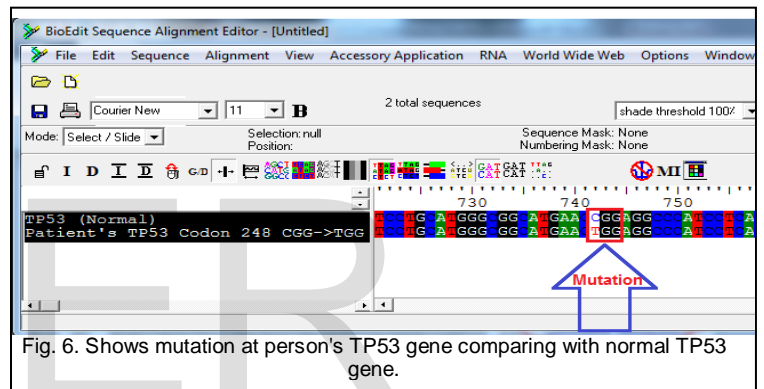 BioEdit Sequence Alignment Editor - [Untitled]
File Edit Sequence Alignment View Accessory Application RNA World Wide Web Options Window
Courier New 11 B 2 total sequences shade threshold 100%
Mode: Select / Slide Selection: null Sequence Mask: None
Position: Numbering Mask: None
I D I D G/D MI
730 740 750
TP53 (Normal) TCCTGCATGGGCGGCATGAACCGGAGGCCCATCCTCA
Patient's TP53 Codon 248 CGG->TGG TCCTGCATGGGCGGCATGAACTGGAGGCCCATCCTCA
Mutation
ER
Fig. 6. Shows mutation at person's TP53 gene comparing with normal TP53
gene.